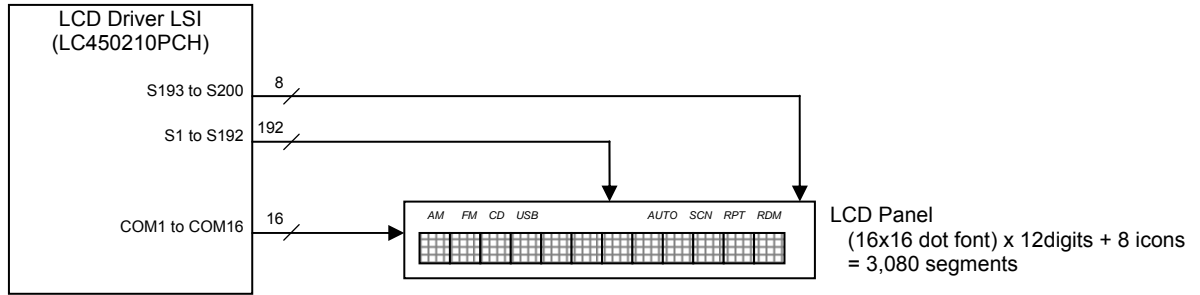 LCD Driver LSI
(LC450210PCH)
S193 to S200
8
S1 to S192
192
COM1 to COM16
16
AM FM CD USB AUTO SCN RPT RDM
LCD Panel
(16x16 dot font) x 12digits + 8 icons
= 3,080 segments